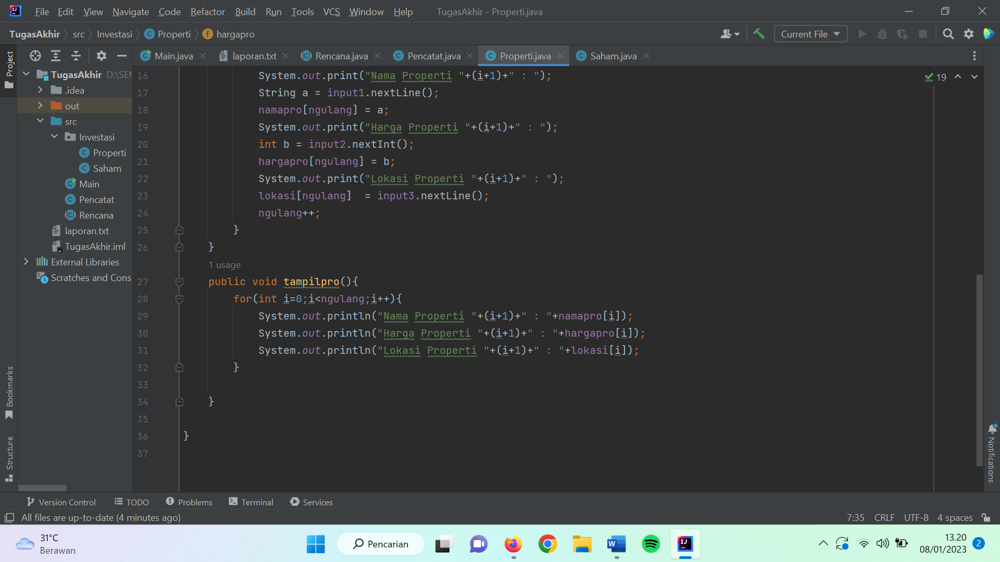 File Edit View Navigate Code Refactor Build Run Tools VCS Window Help TugasAkhir - Properti.java
TugasAkhir src Investasi Properti hargapro Current File
Project
Main.java laporan.txt Rencana.java Pencatat.java Properti.java Saham.java
TugasAkhir D:\SEM
.idea
out
src
Investasi
Properti
Saham
Main
Pencatat
Rencana
laporan.txt
TugasAkhir.iml
External Libraries
Scratches and Cons
19
16 System.out.print("Nama Properti "+(i+1)+" : ");
17 String a = input1.nextLine();
18 namapro[ngulang] = a;
19 System.out.print("Harga Properti "+(i+1)+" : ");
20 int b = input2.nextInt();
21 hargapro[ngulang] = b;
22 System.out.print("Lokasi Properti "+(i+1)+" : ");
23 lokasi[ngulang]  = input3.nextLine();
24 ngulang++;
25 }
26 }
1 usage
27 public void tampilpro(){
28 for(int i=0;i<ngulang;i++){
29 System.out.println("Nama Properti "+(i+1)+" : "+namapro[i]);
30 System.out.println("Harga Properti "+(i+1)+" : "+hargapro[i]);
31 System.out.println("Lokasi Properti "+(i+1)+" : "+lokasi[i]);
32 }
33
34 }
35
36 }
37
Bookmarks
Structure
Notifications
Version Control TODO Problems Terminal Services
All files are up-to-date (4 minutes ago) 7:35 CRLF UTF-8 4 spaces
31°C
Berawan
Pencarian
13.20
08/01/2023
2